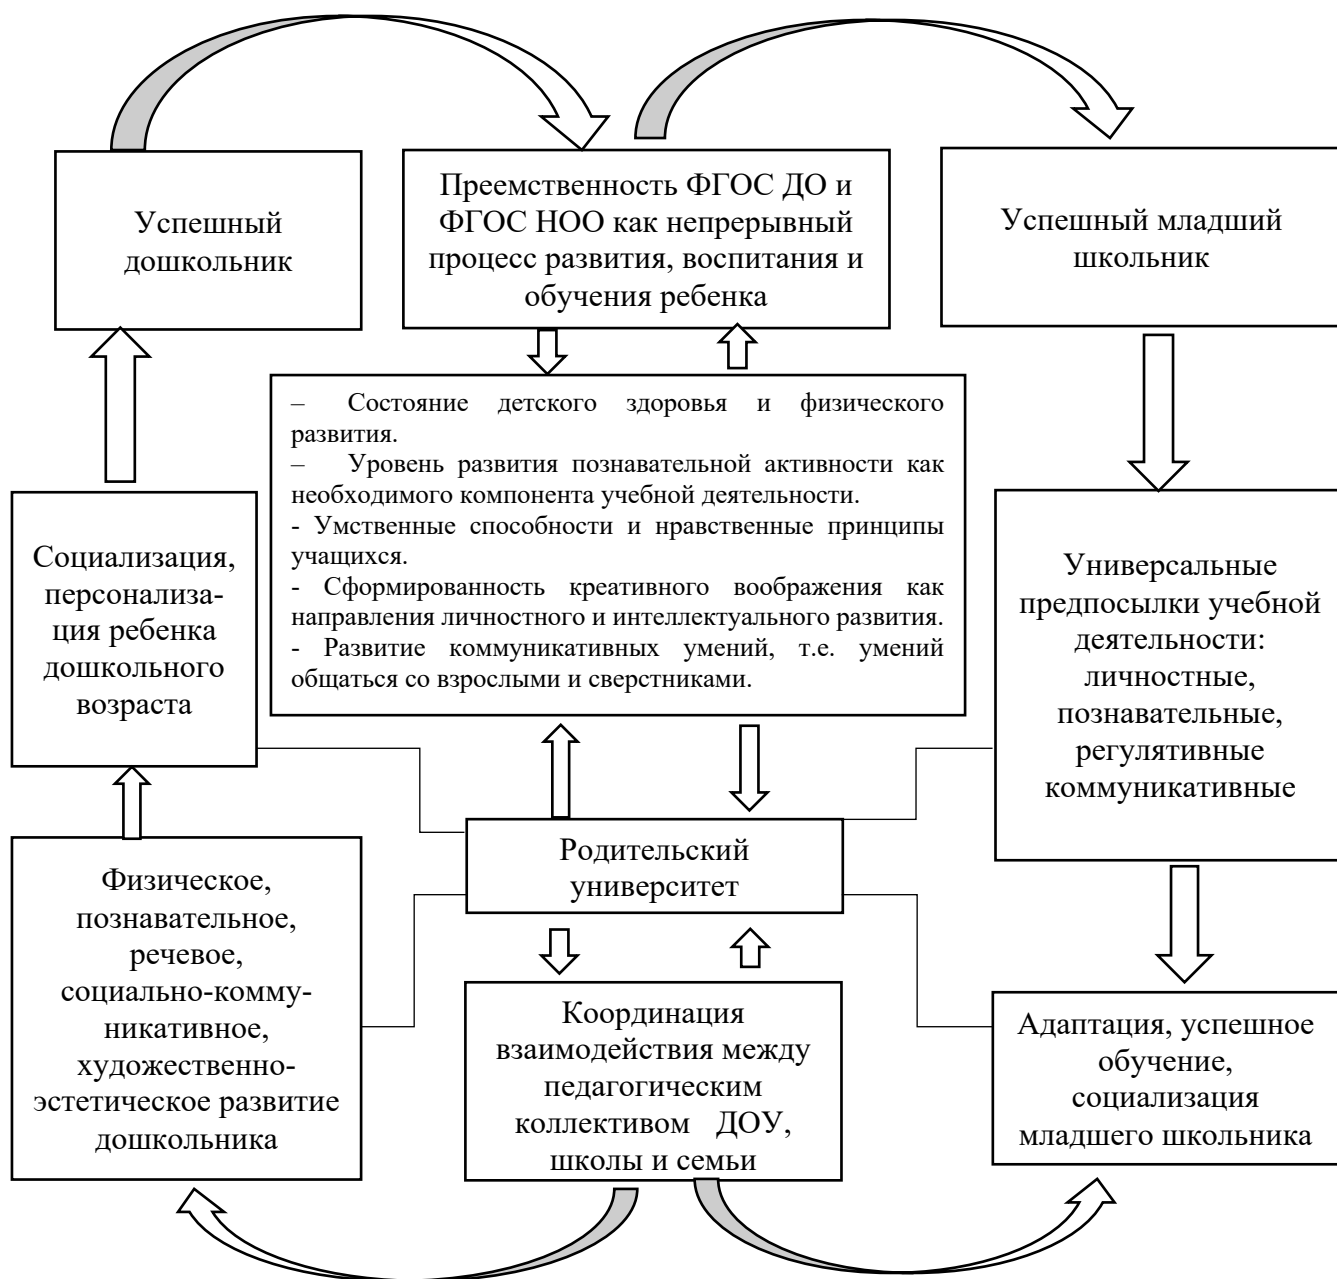 Успешный
дошкольник
Преемственность ФГОС ДО и
ФГОС НОО как непрерывный
процесс развития, воспитания и
обучения ребенка
Успешный младший
школьник
– Состояние детского здоровья и физического
развития.
– Уровень развития познавательной активности как
необходимого компонента учебной деятельности.
- Умственные способности и нравственные принципы
учащихся.
- Сформированность креативного воображения как
направления личностного и интеллектуального развития.
- Развитие коммуникативных умений, т.е. умений
общаться со взрослыми и сверстниками.
Социализация,
персонализа-
ция ребенка
дошкольного
возраста
Универсальные
предпосылки учебной
деятельности:
личностные,
познавательные,
регулятивные
коммуникативные
Родительский
университет
Физическое,
познавательное,
речевое,
социально-комму-
никативное,
художественно-
эстетическое развитие
дошкольника
Координация
взаимодействия между
педагогическим
коллективом ДОУ,
школы и семьи
Адаптация, успешное
обучение,
социализация
младшего школьника